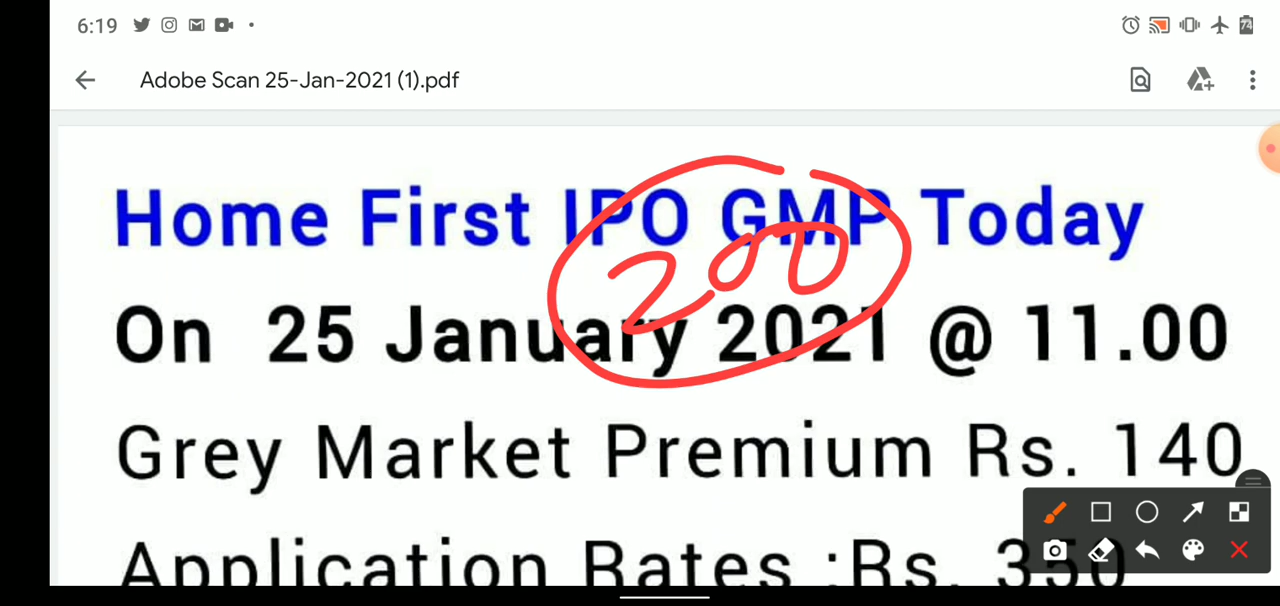 6:19
74
Adobe Scan 25-Jan-2021 (1).pdf
Home First IPO GMP Today
200
On 25 January 2021 @ 11.00
Grey Market Premium Rs. 140
Application Rates :Rs. 350